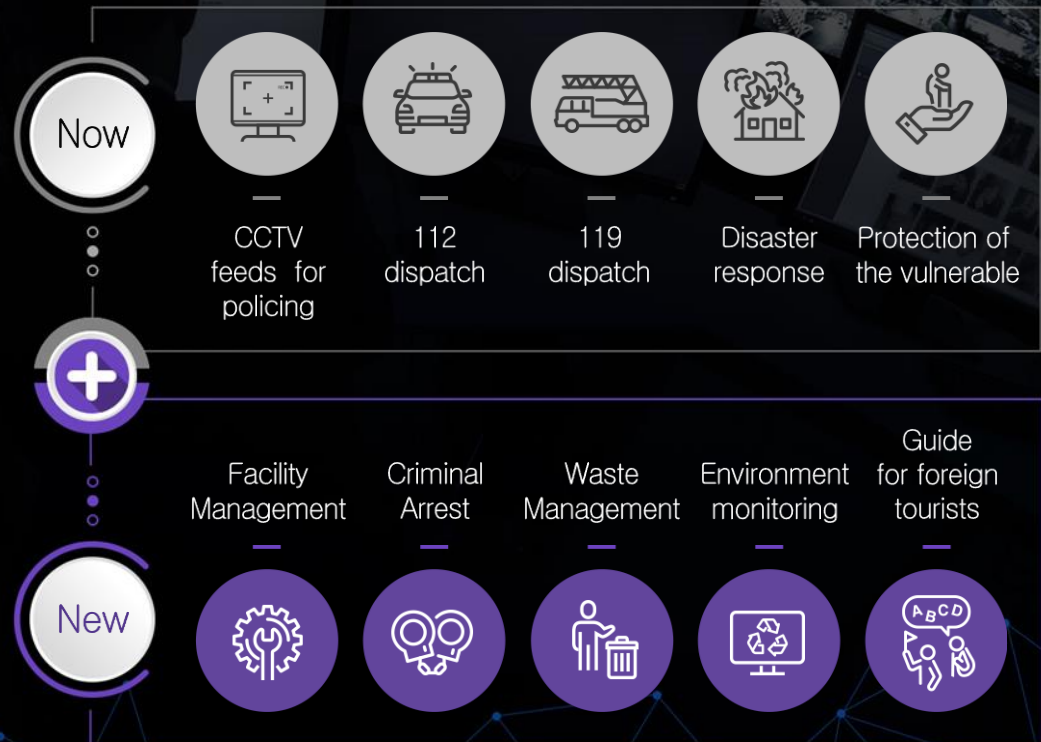 Now
CCTV
feeds for
policing
112
dispatch
119
dispatch
Disaster
response
Protection of
the vulnerable
Facility
Management
Criminal
Arrest
Waste
Management
Environment
monitoring
Guide
for foreign
tourists
New
ABCD